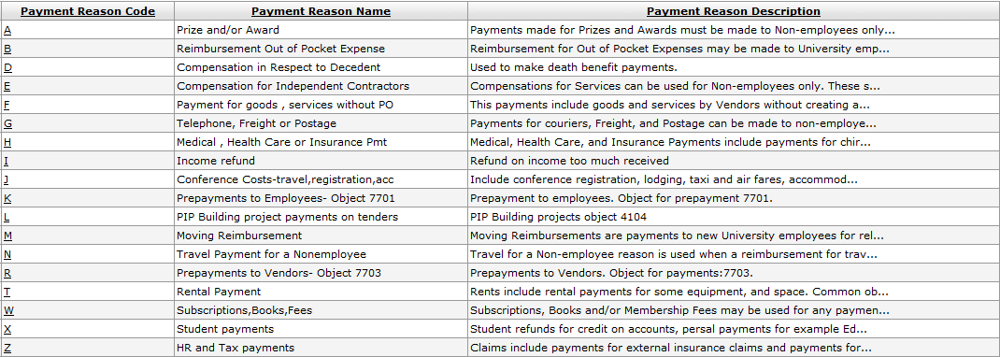 Payment Reason Code Payment Reason Name Payment Reason Description
A Prize and/or Award Payments made for Prizes and Awards must be made to Non-employees only...
B Reimbursement Out of Pocket Expense Reimbursement for Out of Pocket Expenses may be made to University emp...
D Compensation in Respect to Decedent Used to make death benefit payments.
E Compensation for Independent Contractors Compensations for Services can be used for Non-employees only. These s...
F Payment for goods , services without PO This payments include goods and services by Vendors without creating a...
G Telephone, Freight or Postage Payments for couriers, Freight, and Postage can be made to non-employe...
H Medical , Health Care or Insurance Pmt Medical, Health Care, and Insurance Payments include payments for chir...
I Income refund Refund on income too much received
J Conference Costs-travel,registration,acc Include conference registration, lodging, taxi and air fares, accommod...
K Prepayments to Employees- Object 7701 Prepayment to employees. Object for prepayment 7701.
L PIP Building project payments on tenders PIP Building projects object 4104
M Moving Reimbursement Moving Reimbursements are payments to new University employees for rel...
N Travel Payment for a Nonemployee Travel for a Non-employee reason is used when a reimbursement for trav...
R Prepayments to Vendors- Object 7703 Prepayments to Vendors. Object for payments:7703.
T Rental Payment Rents include rental payments for some equipment, and space. Common ob...
W Subscriptions,Books,Fees Subscriptions, Books and/or Membership Fees may be used for any paymen...
X Student payments Student refunds for credit on accounts, persal payments for example Ed...
Z HR and Tax payments Claims include payments for external insurance claims and payments for...